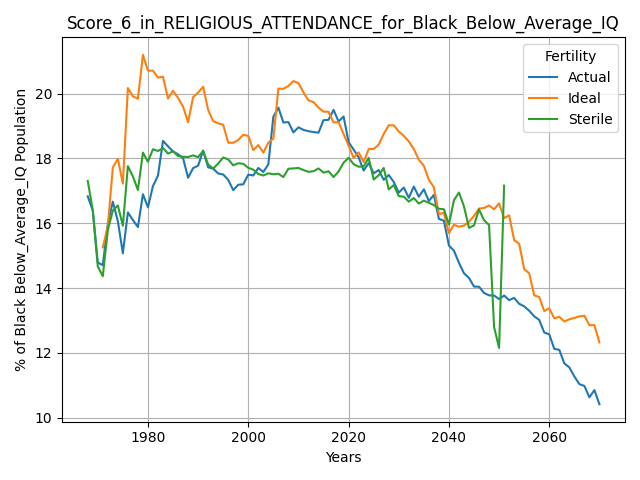 Score_6_in_RELIGIOUS_ATTENDANCE_for_Black_Below_Average_IQ
Fertility
Actual
Ideal
Sterile
% of Black Below_Average_IQ Population
20
18
16
14
12
10
1980
2000
2020
2040
2060
Years